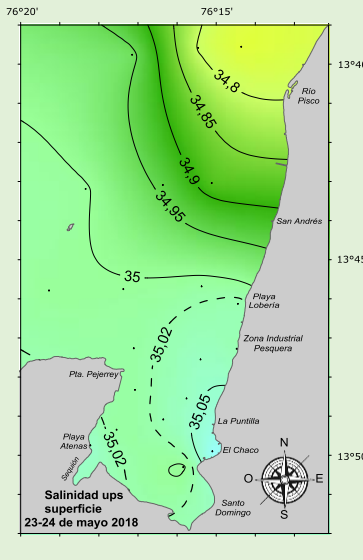 76°20'
76°15'
13°40
34,8
Río
Pisco
34,85
34,9
34,95
San Andrés
13°45
35
Playa
Lobería
35,02
Zona Industrial
Pesquera
Pta. Pejerrey
35,05
La Puntilla
Playa
Atenas
35,02
El Chaco
13°50
N
O
E
S
Sequión
Santo
Domingo
Salinidad ups
superficie
23-24 de mayo 2018